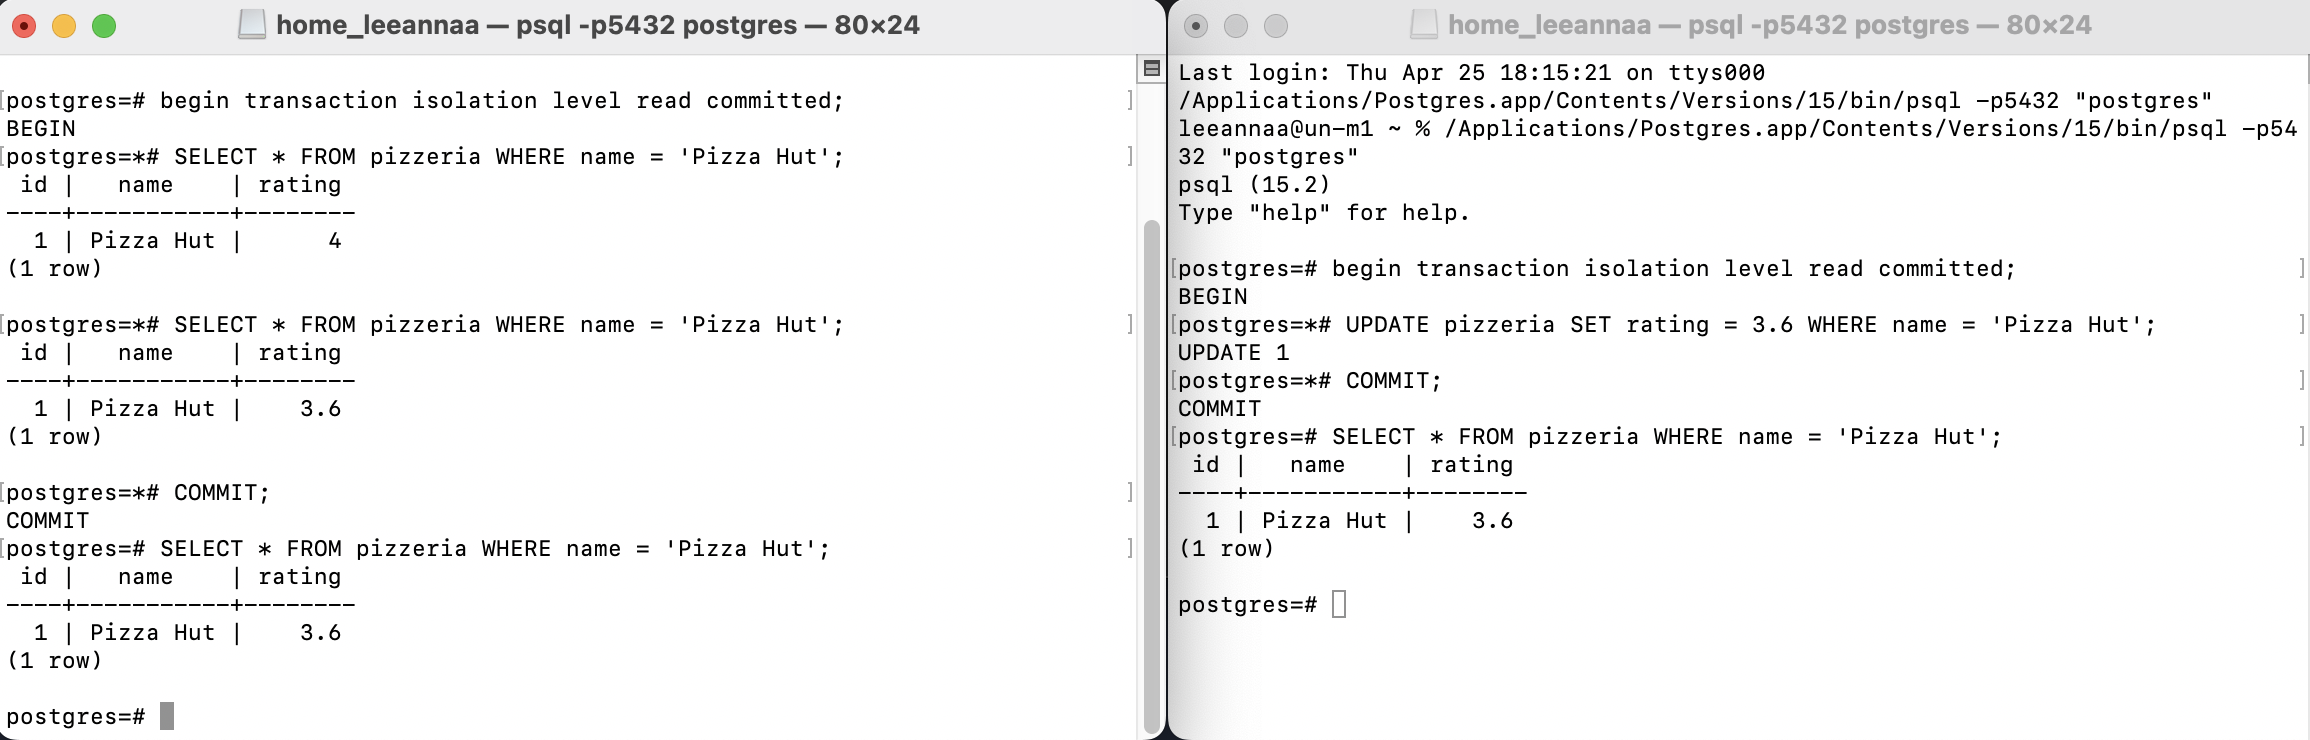 home_leeannaa — psql -p5432 postgres — 80×24
postgres=# begin transaction isolation level read committed;
BEGIN
postgres=*# SELECT * FROM pizzeria WHERE name = 'Pizza Hut';
 id |   name    | rating
----+-----------+--------
  1 | Pizza Hut |      4
(1 row)

postgres=*# SELECT * FROM pizzeria WHERE name = 'Pizza Hut';
 id |   name    | rating
----+-----------+--------
  1 | Pizza Hut |    3.6
(1 row)

postgres=*# COMMIT;
COMMIT
postgres=# SELECT * FROM pizzeria WHERE name = 'Pizza Hut';
 id |   name    | rating
----+-----------+--------
  1 | Pizza Hut |    3.6
(1 row)

postgres=#
home_leeannaa — psql -p5432 postgres — 80×24
Last login: Thu Apr 25 18:15:21 on ttys000
/Applications/Postgres.app/Contents/Versions/15/bin/psql -p5432 "postgres"
leeannaa@un-m1 ~ % /Applications/Postgres.app/Contents/Versions/15/bin/psql -p54
32 "postgres"
psql (15.2)
Type "help" for help.

postgres=# begin transaction isolation level read committed;
BEGIN
postgres=*# UPDATE pizzeria SET rating = 3.6 WHERE name = 'Pizza Hut';
UPDATE 1
postgres=*# COMMIT;
COMMIT
postgres=# SELECT * FROM pizzeria WHERE name = 'Pizza Hut';
 id |   name    | rating
----+-----------+--------
  1 | Pizza Hut |    3.6
(1 row)

postgres=#